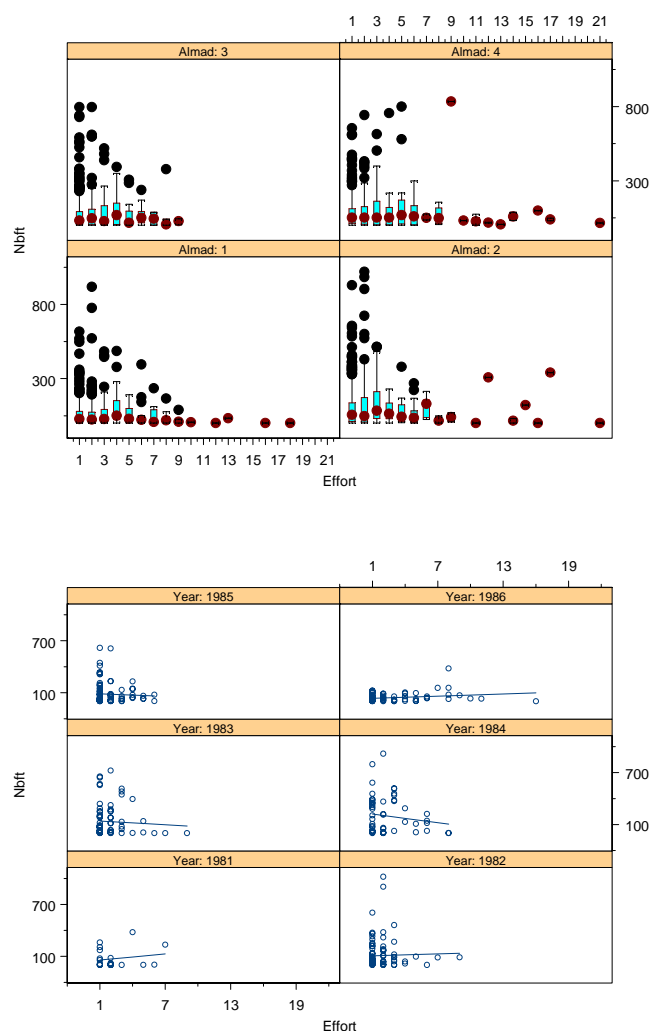 1 3 5 7 9 11 13 15 17 19 21
Almad: 3
Almad: 4
800
300
Nbft
Almad: 1
Almad: 2
800
300
1 3 5 7 9 11 13 15 17 19 21
Effort
1 7 13 19
Year: 1985
Year: 1986
700
100
Year: 1983
Year: 1984
Nbft
700
100
Year: 1981
Year: 1982
700
100
1 7 13 19
Effort